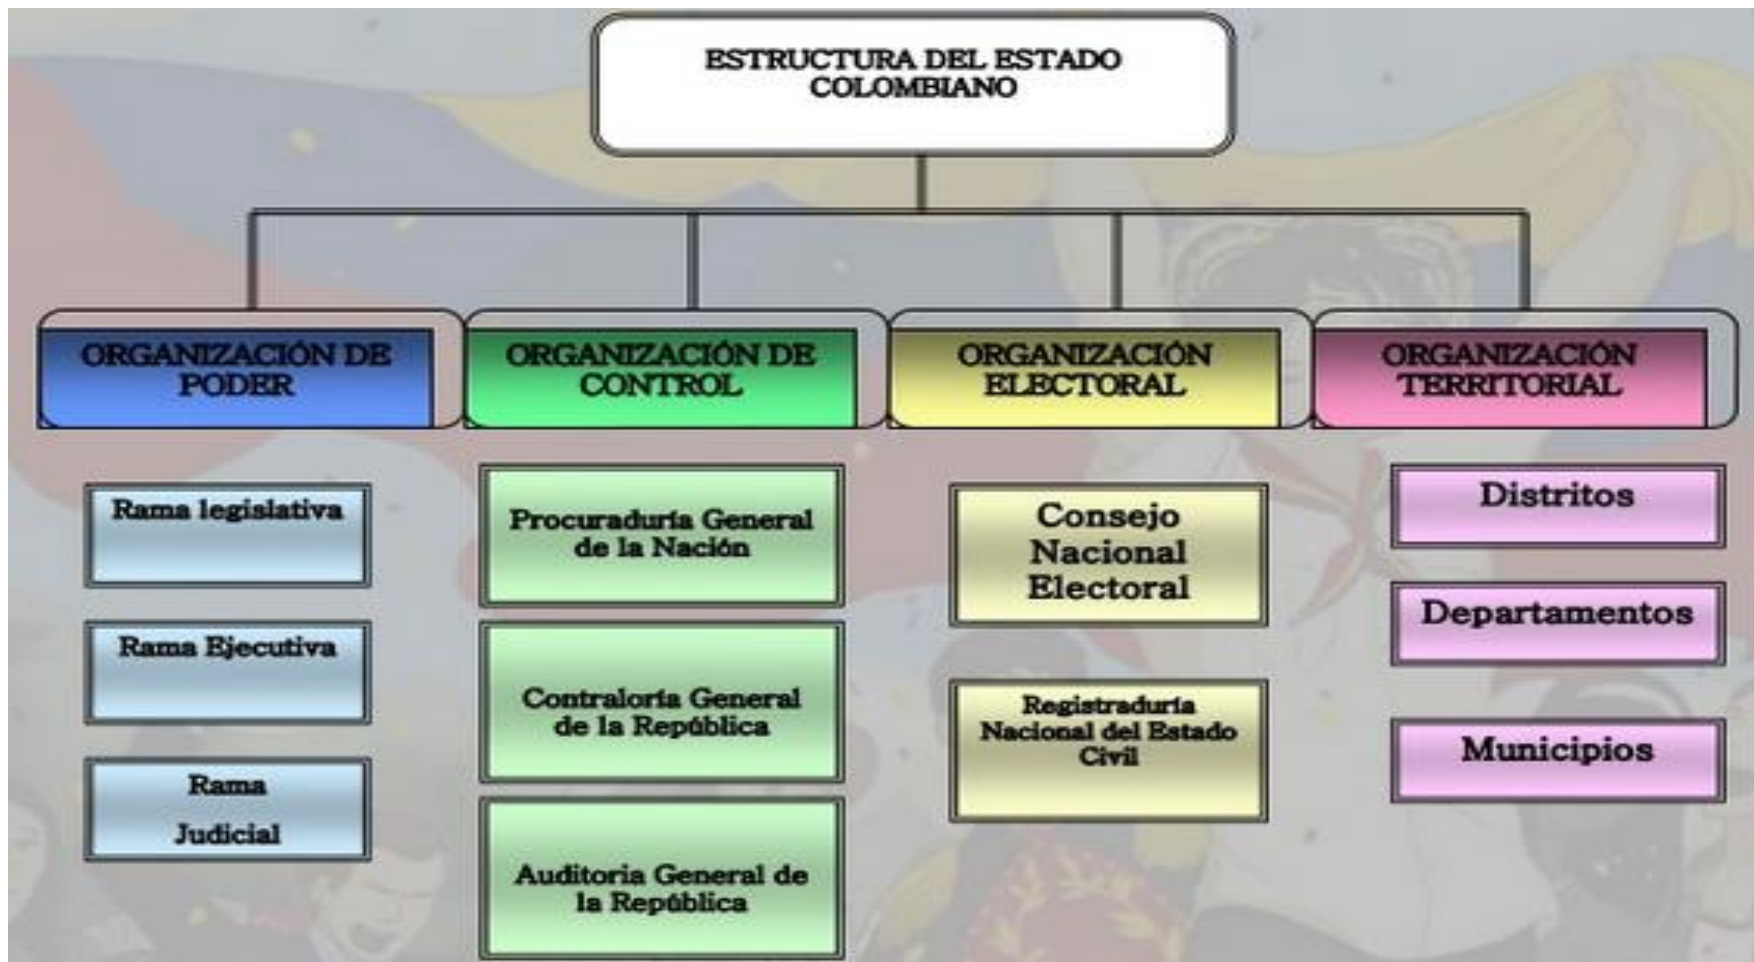 ESTRUCTURA DEL ESTADO
COLOMBIANO
ORGANIZACIÓN DE
PODER
ORGANIZACIÓN DE
CONTROL
ORGANIZACIÓN
ELECTORAL
ORGANIZACIÓN
TERRITORIAL
Rama legislativa
Rama Ejecutiva
Rama
Judicial
Procuraduría General
de la Nación
Contraloría General
de la República
Auditoria General de
la República
Consejo
Nacional
Electoral
Registraduría
Nacional del Estado
Civil
Distritos
Departamentos
Municipios